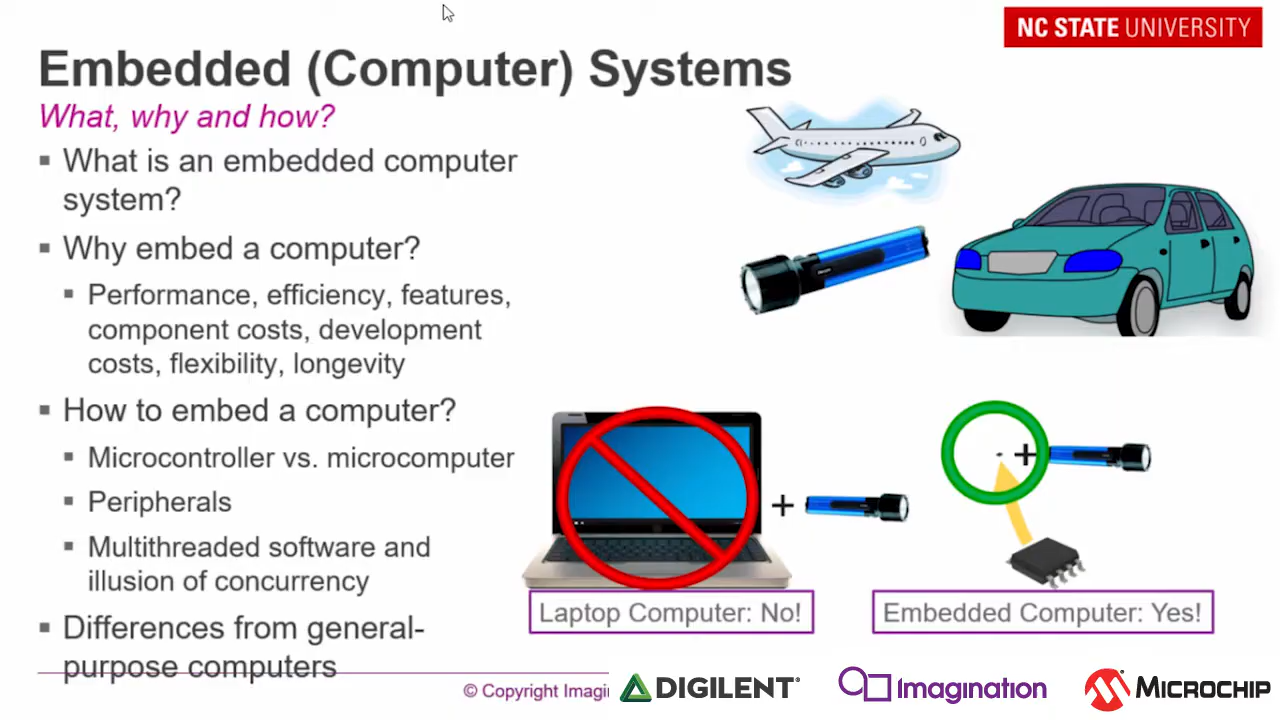 NC STATE UNIVERSITY
Embedded (Computer) Systems
What, why and how?
▪ What is an embedded computer
system?
▪ Why embed a computer?
▪ Performance, efficiency, features,
component costs, development
costs, flexibility, longevity
▪ How to embed a computer?
▪ Microcontroller vs. microcomputer
▪ Peripherals
▪ Multithreaded software and
illusion of concurrency
▪ Differences from general-
purpose computers
+
+
Laptop Computer: No!
Embedded Computer: Yes!
© Copyright
DIGILENT®
Imagination
MICROCHIP